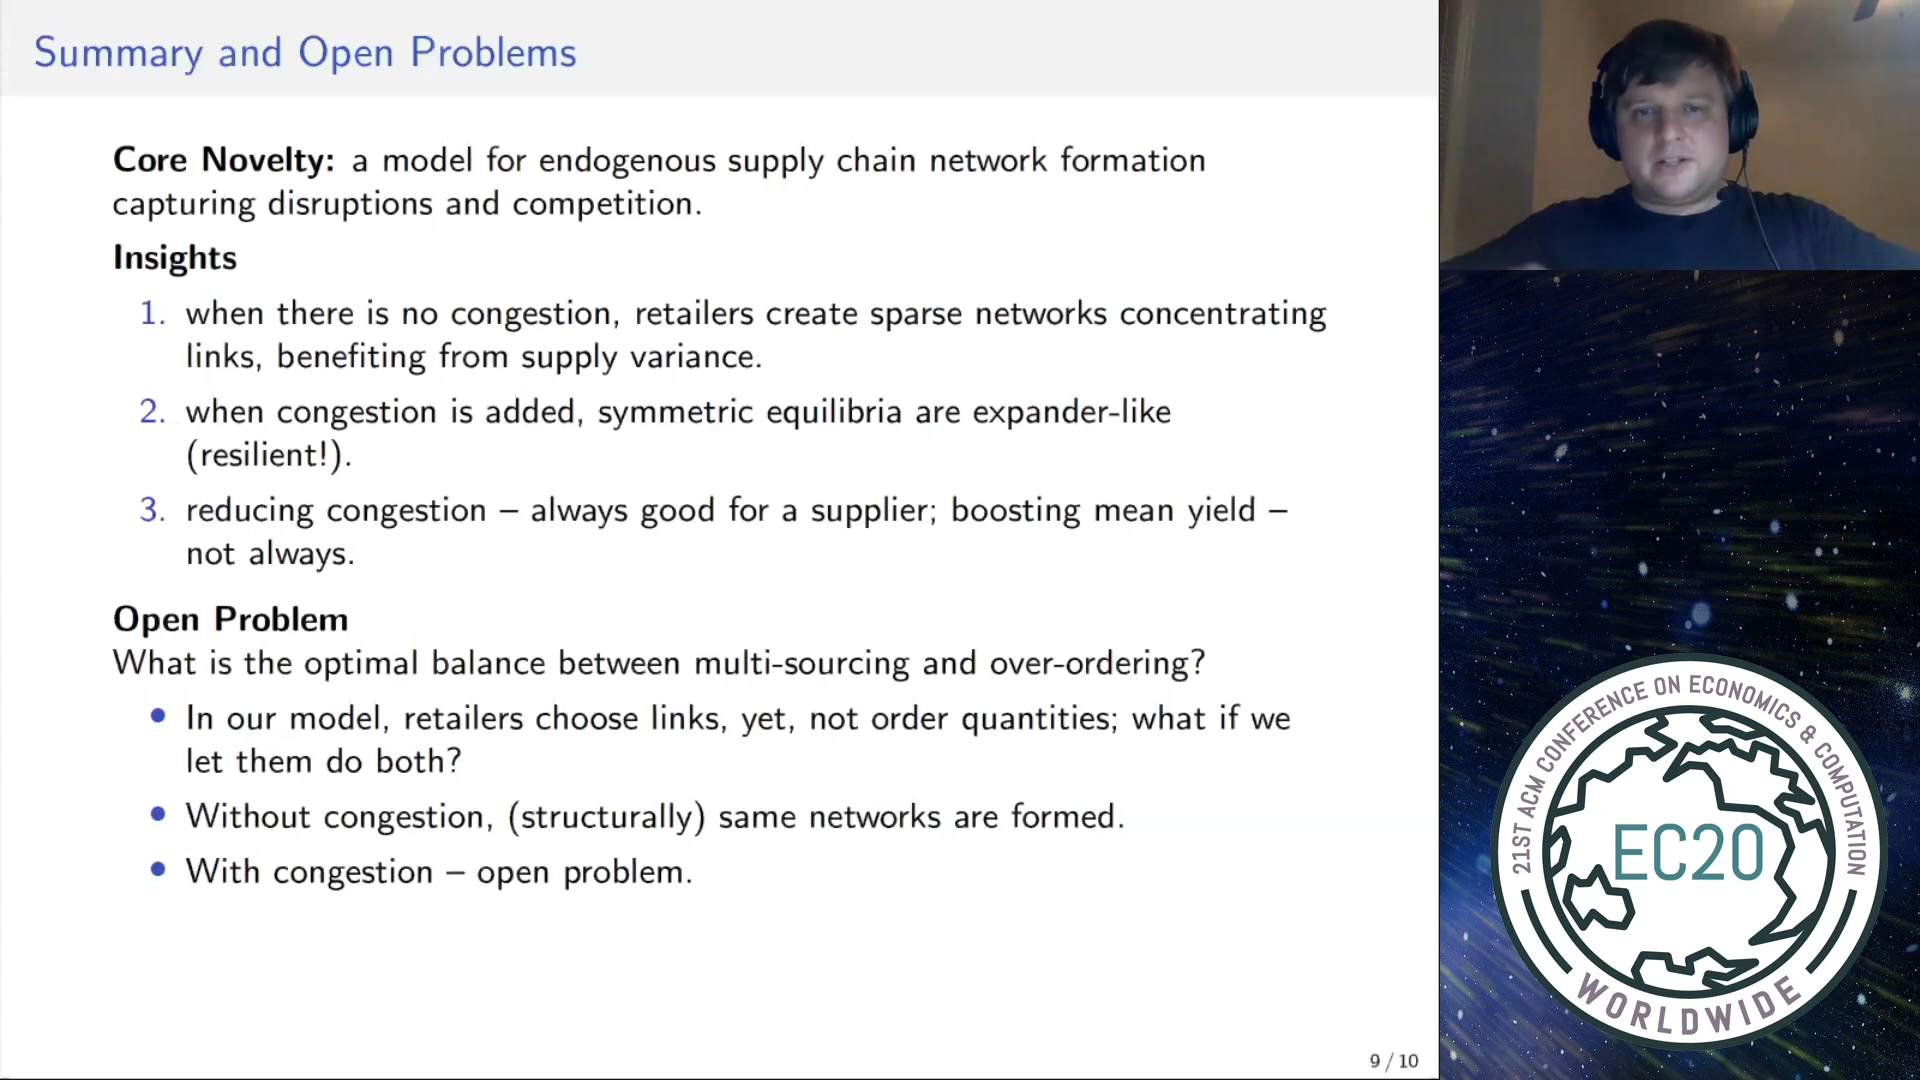 Summary and Open Problems
Core Novelty: a model for endogenous supply chain network formation
capturing disruptions and competition.
Insights
1. when there is no congestion, retailers create sparse networks concentrating
links, benefiting from supply variance.
2. when congestion is added, symmetric equilibria are expander-like
(resilient!).
3. reducing congestion – always good for a supplier; boosting mean yield –
not always.
Open Problem
What is the optimal balance between multi-sourcing and over-ordering?
• In our model, retailers choose links, yet, not order quantities; what if we
let them do both?
• Without congestion, (structurally) same networks are formed.
• With congestion – open problem.
9 / 10
21ST ACM CONFERENCE ON ECONOMICS & COMPUTATION
EC20
WORLDWIDE